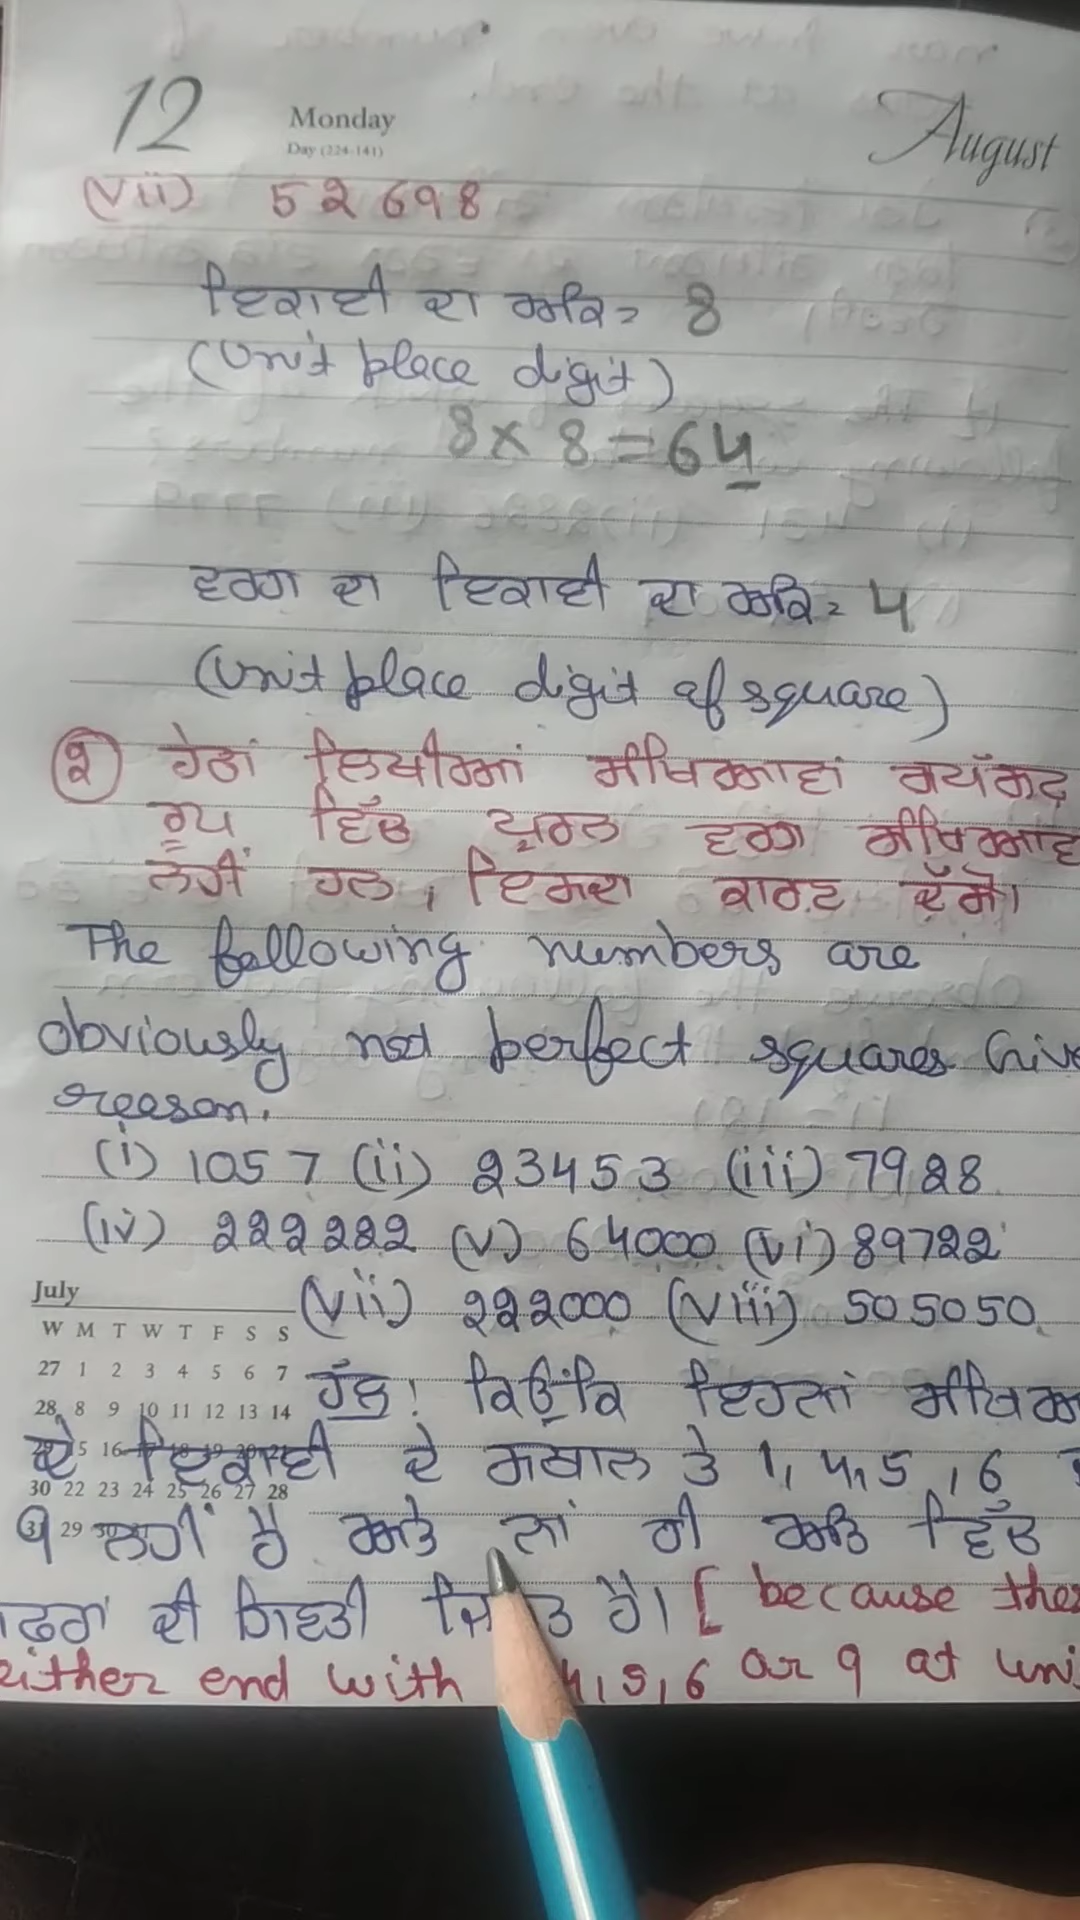 12 Monday August
Day (224-141)
(vii) 52698
ਇਕਾਈ ਦਾ ਅੰਕ = 8
(Unit place digit)
8 × 8 = 64
ਵਰਗ ਦਾ ਇਕਾਈ ਦਾ ਅੰਕ = 4
(Unit place digit of square)
② ਹੇਠਾਂ ਲਿਖੀਆਂ ਸੰਖਿਆਵਾਂ ਸਪੱਸ਼ਟ
ਰੂਪ ਵਿੱਚ ਪੂਰਨ ਵਰਗ ਸੰਖਿਆਵ
ਨਹੀਂ ਹਨ, ਇਸਦਾ ਕਾਰਣ ਦੱਸੋ।
The following numbers are
obviously not perfect squares Give
reason.
(i) 1057 (ii) 23453 (iii) 7928
(iv) 222222 (v) 64000 (vi) 89722
(vii) 222000 (viii) 505050
July
W M T W T F S S
27 1 2 3 4 5 6 7
28 8 9 10 11 12 13 14
30 22 23 24 25 26 27 28
ਹੱਲ! ਕਿਉਂਕਿ ਇਹਨਾਂ ਸੰਖਿਆ
ਦੇ ਇਕਾਈ ਦੇ ਸਥਾਨ ਤੇ 1, 4, 5, 6
9 ਨਹੀਂ ਹੈ ਅਤੇ ਨਾਂ ਹੀ ਅੰਤ ਵਿੱਚ
ਦੀ ਗਿਣਤੀ ਹੈ। [because the
either end with 4, 5, 6 or 9 at uni